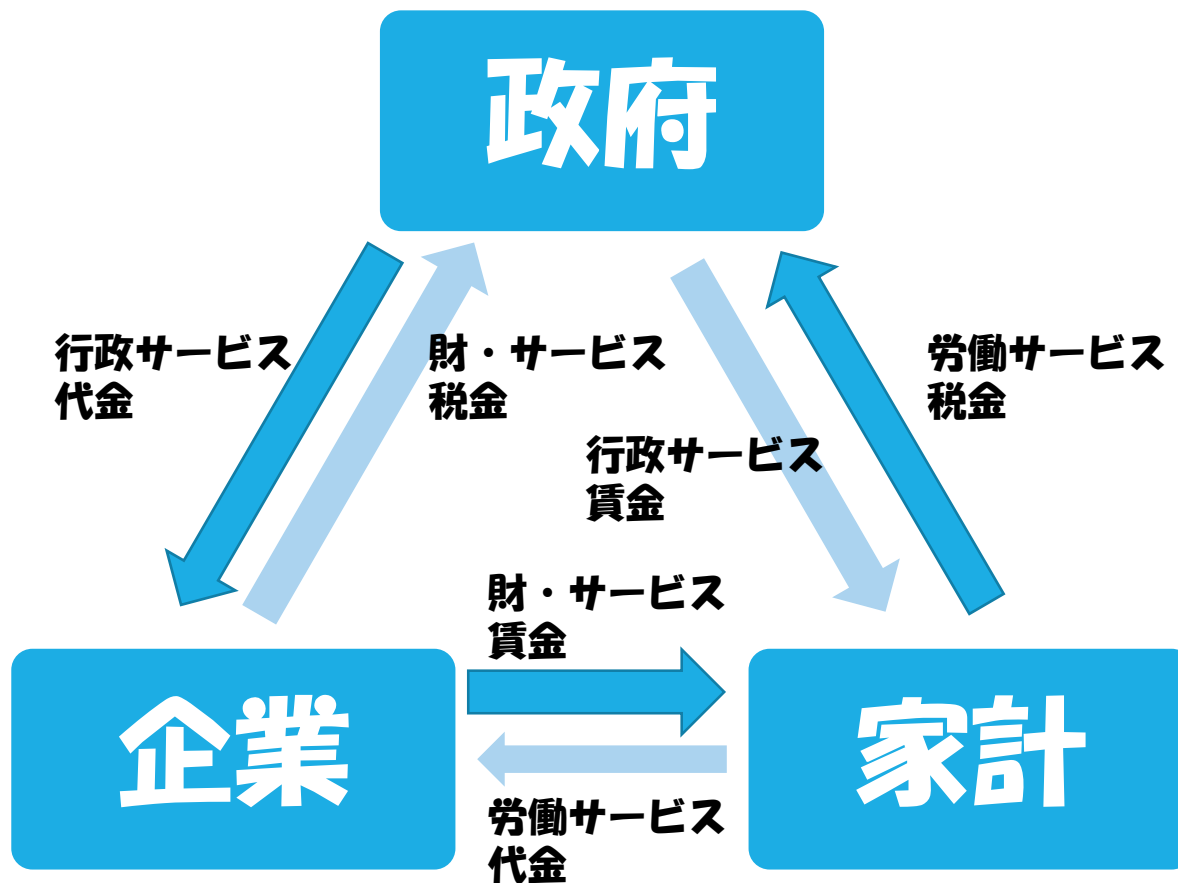 政府
行政サービス
代金
財・サービス
税金
労働サービス
税金
行政サービス
賃金
財・サービス
賃金
企業
家計
労働サービス
代金